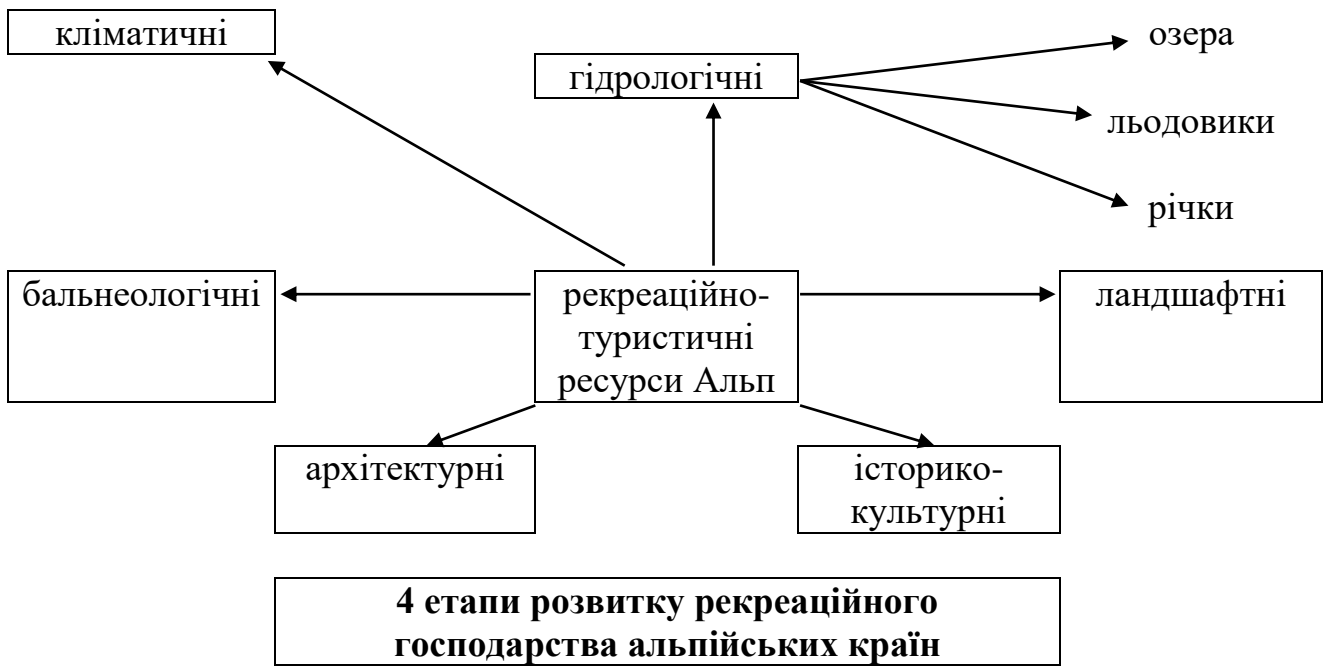 кліматичні
гідрологічні
озера
льодовики
річки
бальнеологічні
рекреаційно-
туристичні
ресурси Альп
ландшафтні
архітектурні
історико-
культурні
4 етапи розвитку рекреаційного
господарства альпійських країн